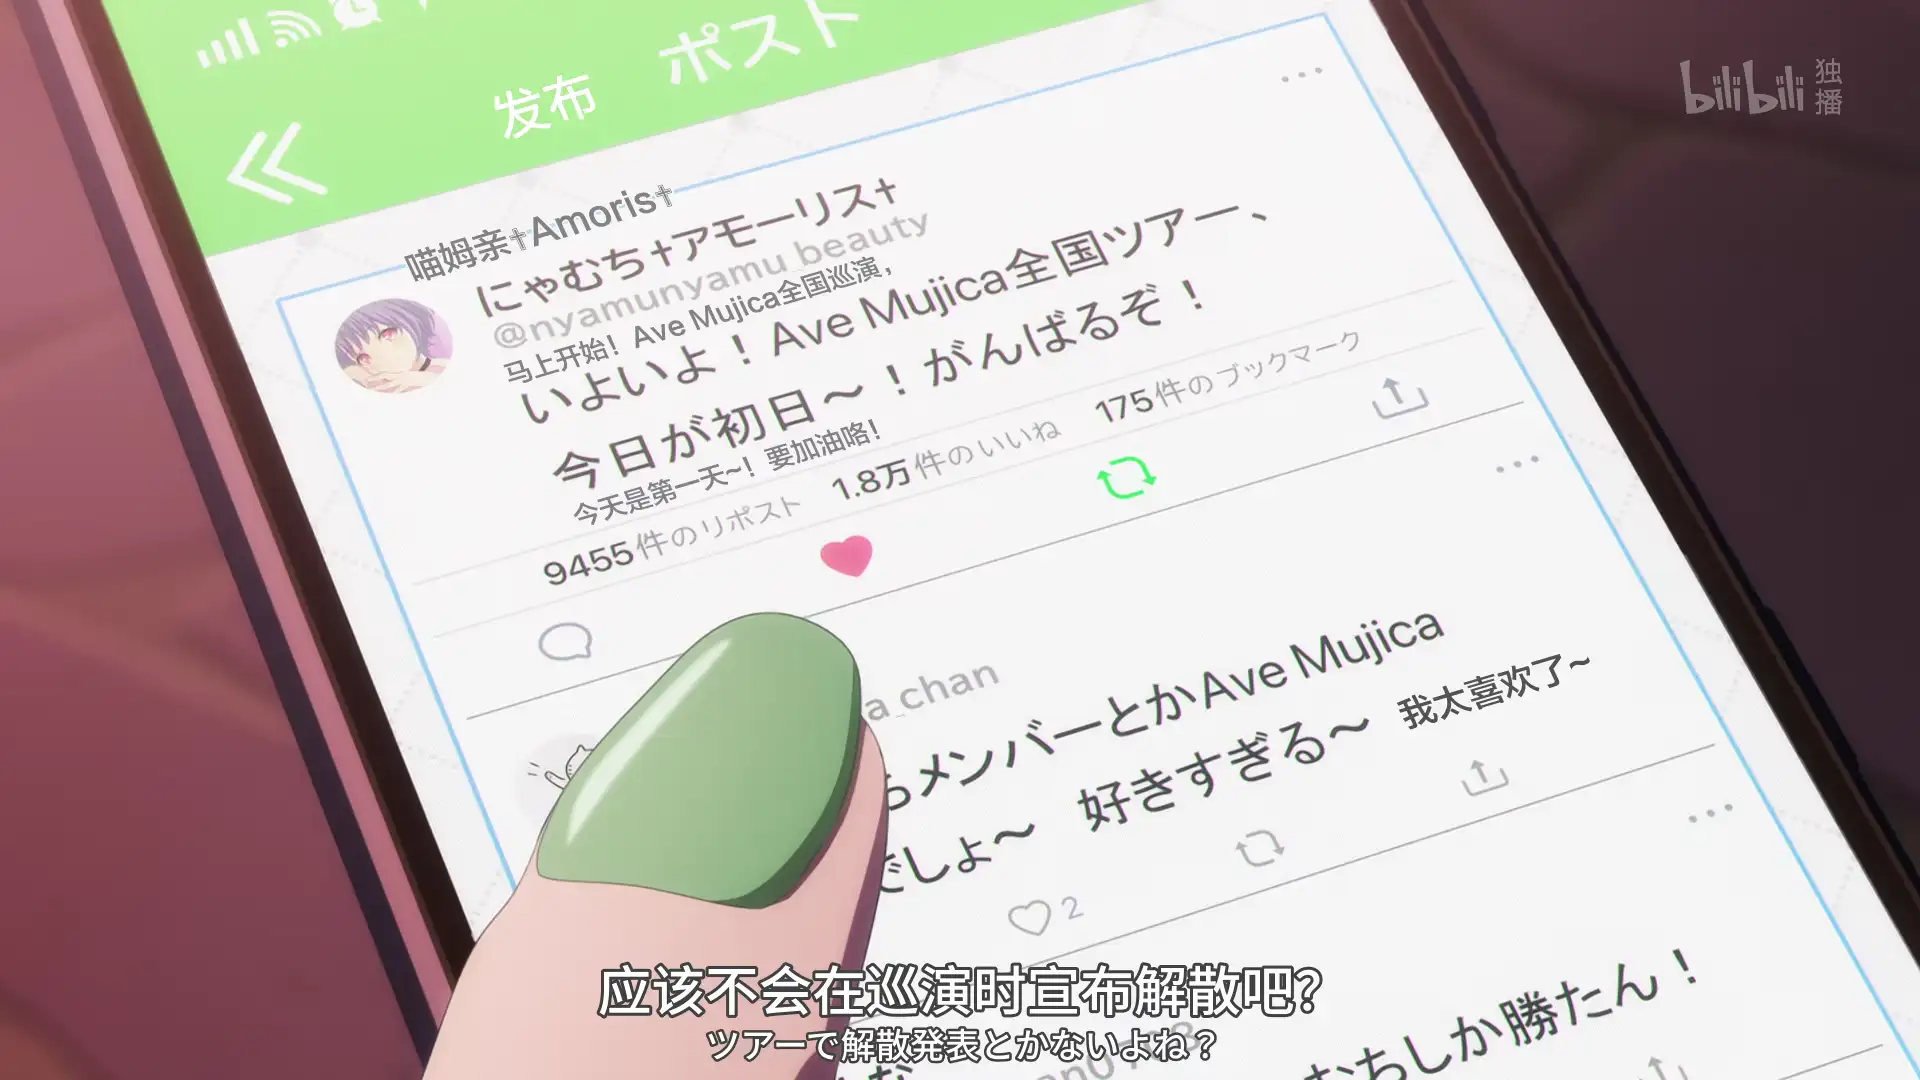 发布 ポスト
bilibili 独播
喵姆亲†Amoris†
にゃむち†アモーリス†
@nyamunyamu_beauty
马上开始！Ave Mujica全国巡演，
いよいよ！Ave Mujica全国ツアー、
今日が初日～！がんばるぞ！
今天是第一天~！要加油咯！
9455件のリポスト 1.8万件のいいね 175件のブックマーク
a_chan
メンバーとかAve Mujica
でしょ～ 好きすぎる～ 我太喜欢了~
2
むちしか勝たん！
应该不会在巡演时宣布解散吧？
ツアーで解散発表とかないよね？